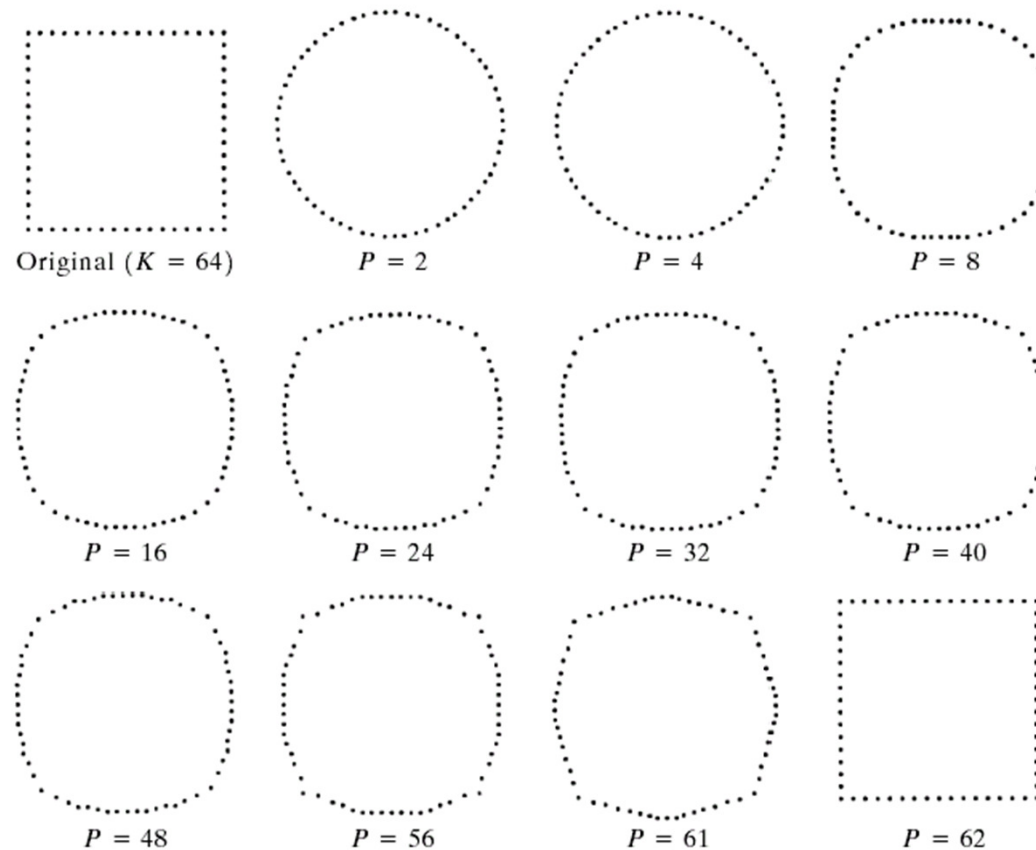 Original (K = 64)
P = 2
P = 4
P = 8
P = 16
P = 24
P = 32
P = 40
P = 48
P = 56
P = 61
P = 62